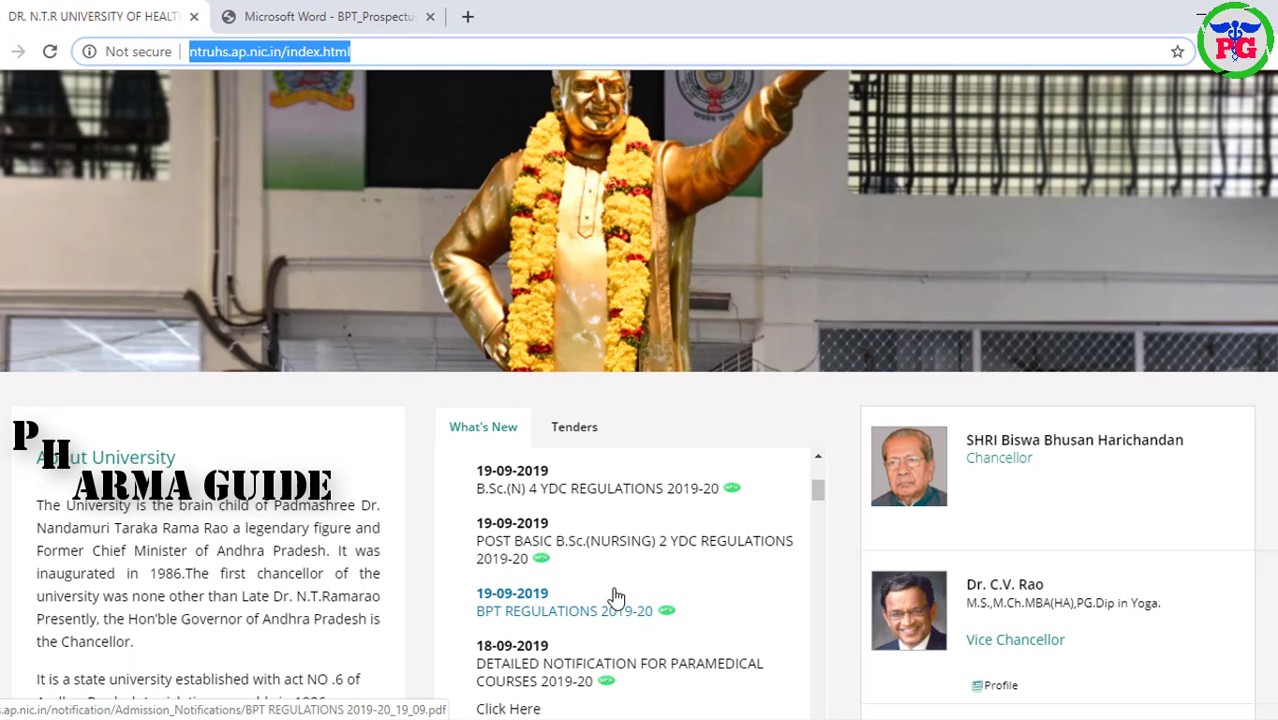 DR. N.T.R UNIVERSITY OF HEALT
Microsoft Word - BPT_Prospectu
Not secure
ntruhs.ap.nic.in/index.html
PG
What's New
Tenders
PHARMA GUIDE
About University
The University is the brain child of Padmashree Dr.
Nandamuri Taraka Rama Rao a legendary figure and
Former Chief Minister of Andhra Pradesh. It was
inaugurated in 1986.The first chancellor of the
university was none other than Late Dr. N.T.Ramarao
Presently, the Hon'ble Governor of Andhra Pradesh is
the Chancellor.
It is a state university established with act NO .6 of
19-09-2019
B.Sc.(N) 4 YDC REGULATIONS 2019-20
19-09-2019
POST BASIC B.Sc.(NURSING) 2 YDC REGULATIONS
2019-20
19-09-2019
BPT REGULATIONS 2019-20
18-09-2019
DETAILED NOTIFICATION FOR PARAMEDICAL
COURSES 2019-20
Click Here
SHRI Biswa Bhusan Harichandan
Chancellor
Dr. C.V. Rao
M.S.,M.Ch.MBA(HA),PG.Dip in Yoga.
Vice Chancellor
Profile
s.ap.nic.in/notification/Admission_Notifications/BPT REGULATIONS 2019-20_19_09.pdf